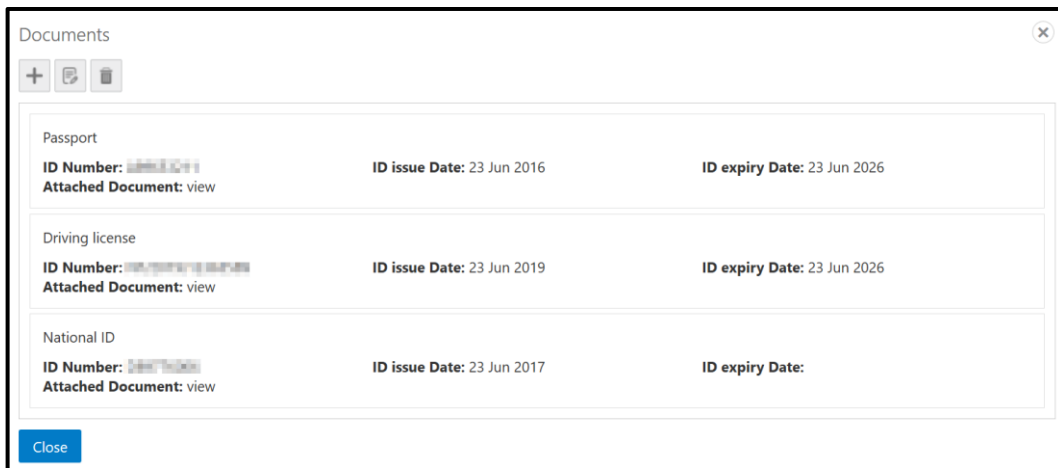 Documents
Passport
ID Number: ID issue Date: 23 Jun 2016 ID expiry Date: 23 Jun 2026
Attached Document: view
Driving license
ID Number: ID issue Date: 23 Jun 2019 ID expiry Date: 23 Jun 2026
Attached Document: view
National ID
ID Number: ID issue Date: 23 Jun 2017 ID expiry Date:
Attached Document: view
Close